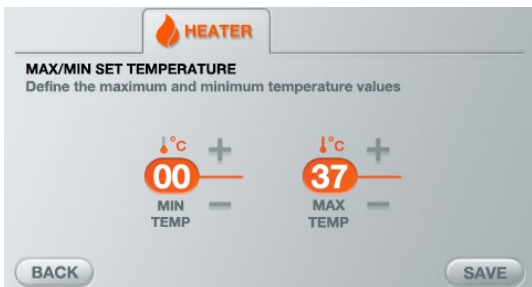 HEATER
MAX/MIN SET TEMPERATURE
Define the maximum and minimum temperature values
°C + °C +
00 37
MIN − MAX −
TEMP TEMP
BACK SAVE